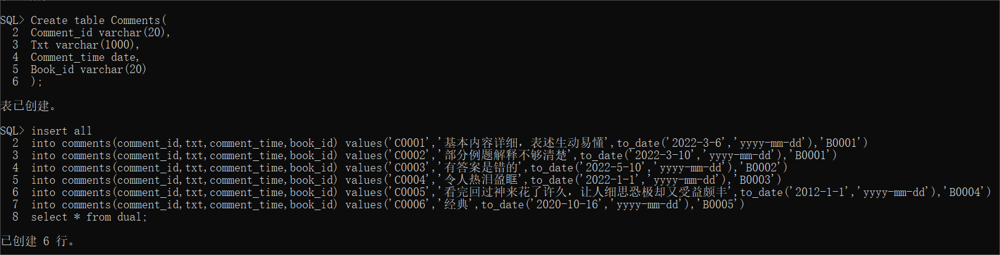 SQL> Create table Comments(
2 Comment_id varchar(20),
3 Txt varchar(1000),
4 Comment_time date,
5 Book_id varchar(20)
6 );
表已创建。
SQL> insert all
2 into comments(comment_id,txt,comment_time,book_id) values('C0001','基本内容详细，表述生动易懂',to_date('2022-3-6','yyyy-mm-dd'),'B0001')
3 into comments(comment_id,txt,comment_time,book_id) values('C0002','部分例题解释不够清楚',to_date('2022-3-10','yyyy-mm-dd'),'B0001')
4 into comments(comment_id,txt,comment_time,book_id) values('C0003','有答案是错的',to_date('2022-5-10','yyyy-mm-dd'),'B0002')
5 into comments(comment_id,txt,comment_time,book_id) values('C0004','令人热泪盈眶',to_date('2022-1-1','yyyy-mm-dd'),'B0003')
6 into comments(comment_id,txt,comment_time,book_id) values('C0005','看完回过神来花了许久，让人细思恐极却又受益颇丰',to_date('2012-1-1','yyyy-mm-dd'),'B0004')
7 into comments(comment_id,txt,comment_time,book_id) values('C0006','经典',to_date('2020-10-16','yyyy-mm-dd'),'B0005')
8 select * from dual;
已创建 6 行。